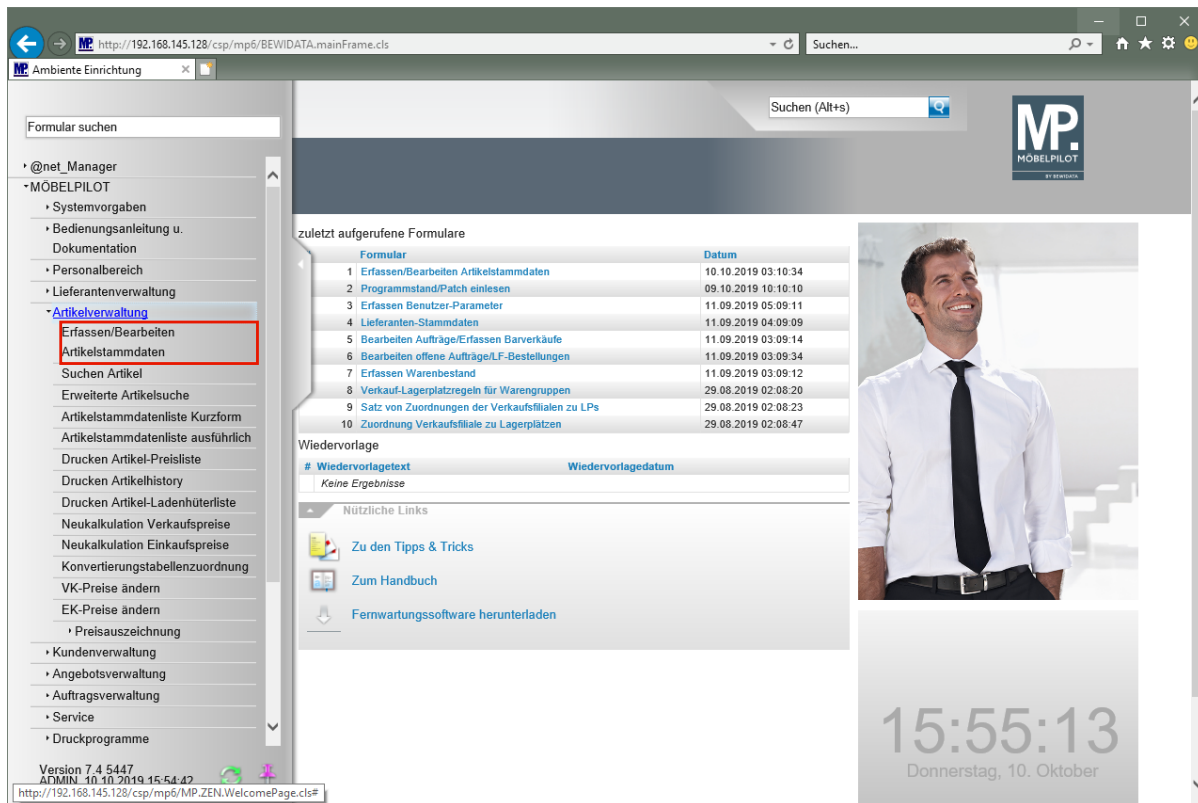 http://192.168.145.128/csp/mp6/BEWIDATA.mainFrame.cls
Suchen...
MP. Ambiente Einrichtung
Suchen (Alt+s)
MP.
MÖBELPILOT
BY BEWIDATA
Formular suchen
@net_Manager
MÖBELPILOT
Systemvorgaben
Bedienungsanleitung u.
Dokumentation
Personalbereich
Lieferantenverwaltung
Artikelverwaltung
Erfassen/Bearbeiten
Artikelstammdaten
Suchen Artikel
Erweiterte Artikelsuche
Artikelstammdatenliste Kurzform
Artikelstammdatenliste ausführlich
Drucken Artikel-Preisliste
Drucken Artikelhistory
Drucken Artikel-Ladenhüterliste
Neukalkulation Verkaufspreise
Neukalkulation Einkaufspreise
Konvertierungstabellenzuordnung
VK-Preise ändern
EK-Preise ändern
Preisauszeichnung
Kundenverwaltung
Angebotsverwaltung
Auftragsverwaltung
Service
Druckprogramme
Version 7.4 5447
ADMIN 10.10.2019 15:54:42
http://192.168.145.128/csp/mp6/MP.ZEN.WelcomePage.cls#
zuletzt aufgerufene Formulare
Formular Datum
1 Erfassen/Bearbeiten Artikelstammdaten 10.10.2019 03:10:34
2 Programmstand/Patch einlesen 09.10.2019 10:10:10
3 Erfassen Benutzer-Parameter 11.09.2019 05:09:11
4 Lieferanten-Stammdaten 11.09.2019 04:09:09
5 Bearbeiten Aufträge/Erfassen Barverkäufe 11.09.2019 03:09:14
6 Bearbeiten offene Aufträge/LF-Bestellungen 11.09.2019 03:09:34
7 Erfassen Warenbestand 11.09.2019 03:09:12
8 Verkauf-Lagerplatzregeln für Warengruppen 29.08.2019 02:08:20
9 Satz von Zuordnungen der Verkaufsfilialen zu LPs 29.08.2019 02:08:23
10 Zuordnung Verkaufsfiliale zu Lagerplätzen 29.08.2019 02:08:47
Wiedervorlage
# Wiedervorlagetext Wiedervorlagedatum
Keine Ergebnisse
Nützliche Links
Zu den Tipps & Tricks
Zum Handbuch
Fernwartungssoftware herunterladen
15:55:13
Donnerstag, 10. Oktober